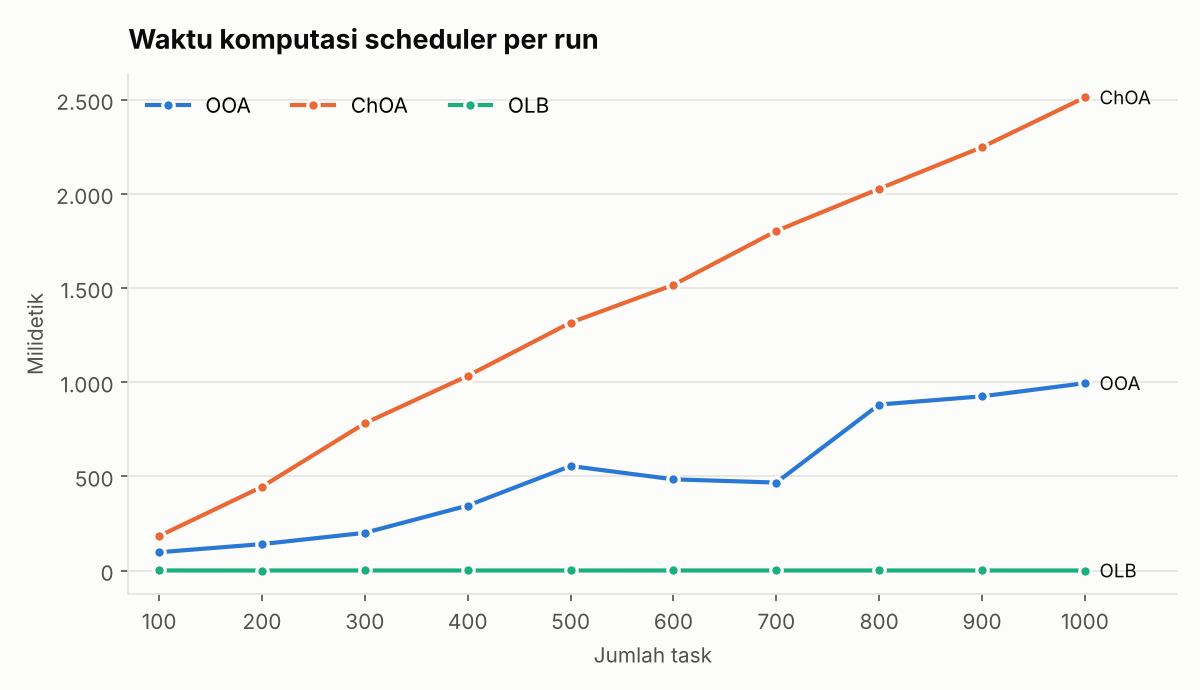 Waktu komputasi scheduler per run
OOA ChOA OLB
2.500
2.000
1.500
1.000
500
0
Milidetik
ChOA
OOA
OLB
100 200 300 400 500 600 700 800 900 1000
Jumlah task